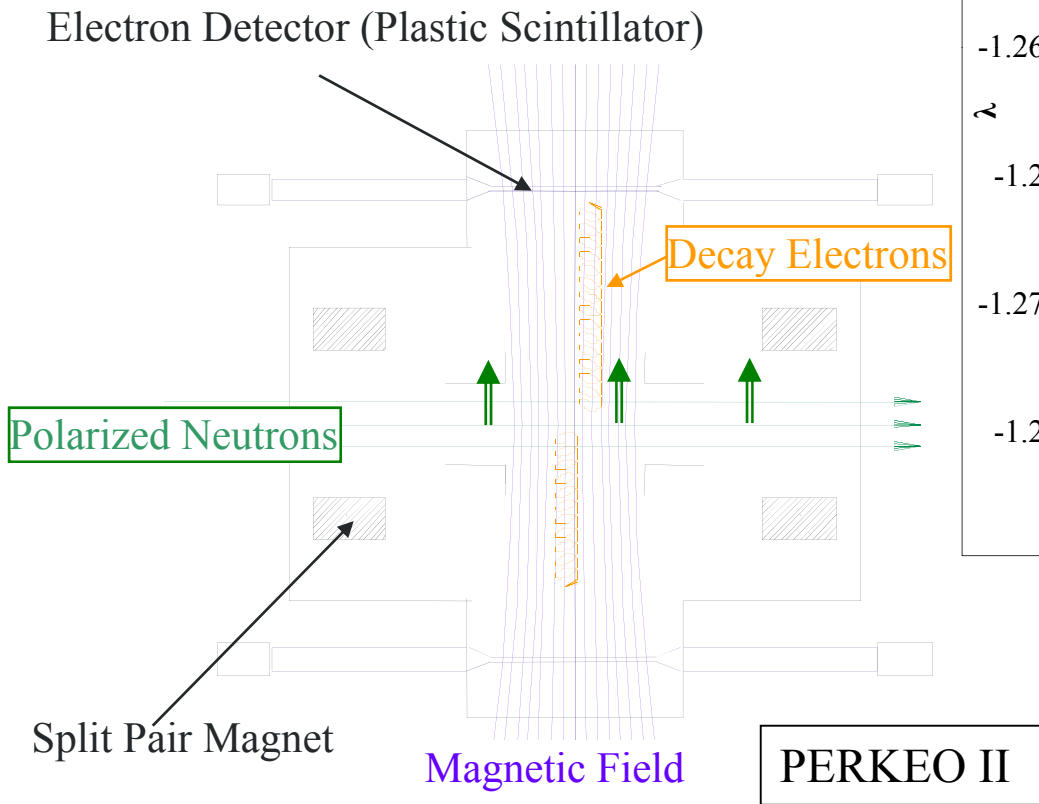 Electron Detector (Plastic Scintillator)
-1.26
λ
-1.2
Decay Electrons
-1.27
Polarized Neutrons
-1.2
Split Pair Magnet
Magnetic Field
PERKEO II